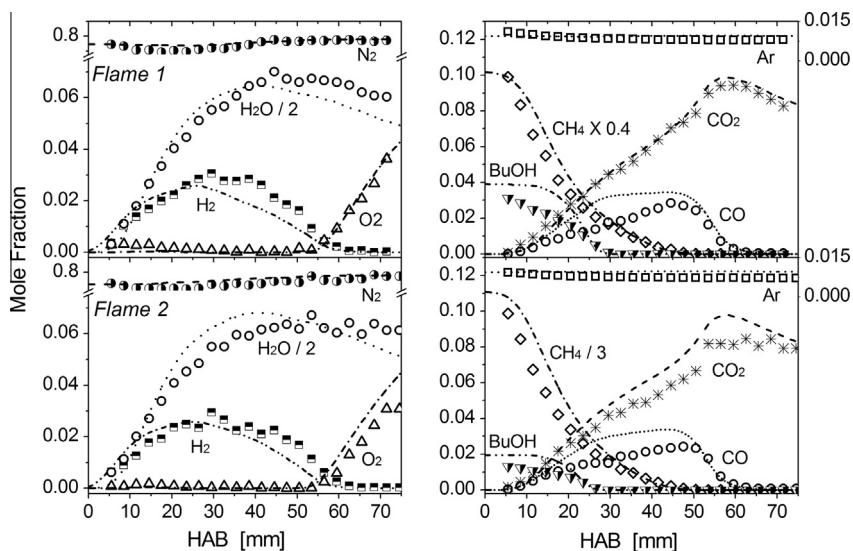 Mole Fraction
0.8
Flame 1
N2
0.06
H2O / 2
0.04
0.02
H2
O2
0.00
0.8
Flame 2
N2
0.06
H2O / 2
0.04
0.02
H2
O2
0.00
0 10 20 30 40 50 60 70
HAB [mm]
0.12
0.015
Ar
0.000
0.10
CH4 X 0.4
CO2
0.08
0.06
BuOH
0.04
CO
0.02
0.00
0.12
0.015
Ar
0.000
0.10
CH4 / 3
0.08
CO2
0.06
0.04
BuOH
CO
0.02
0.00
0 10 20 30 40 50 60 70
HAB [mm]